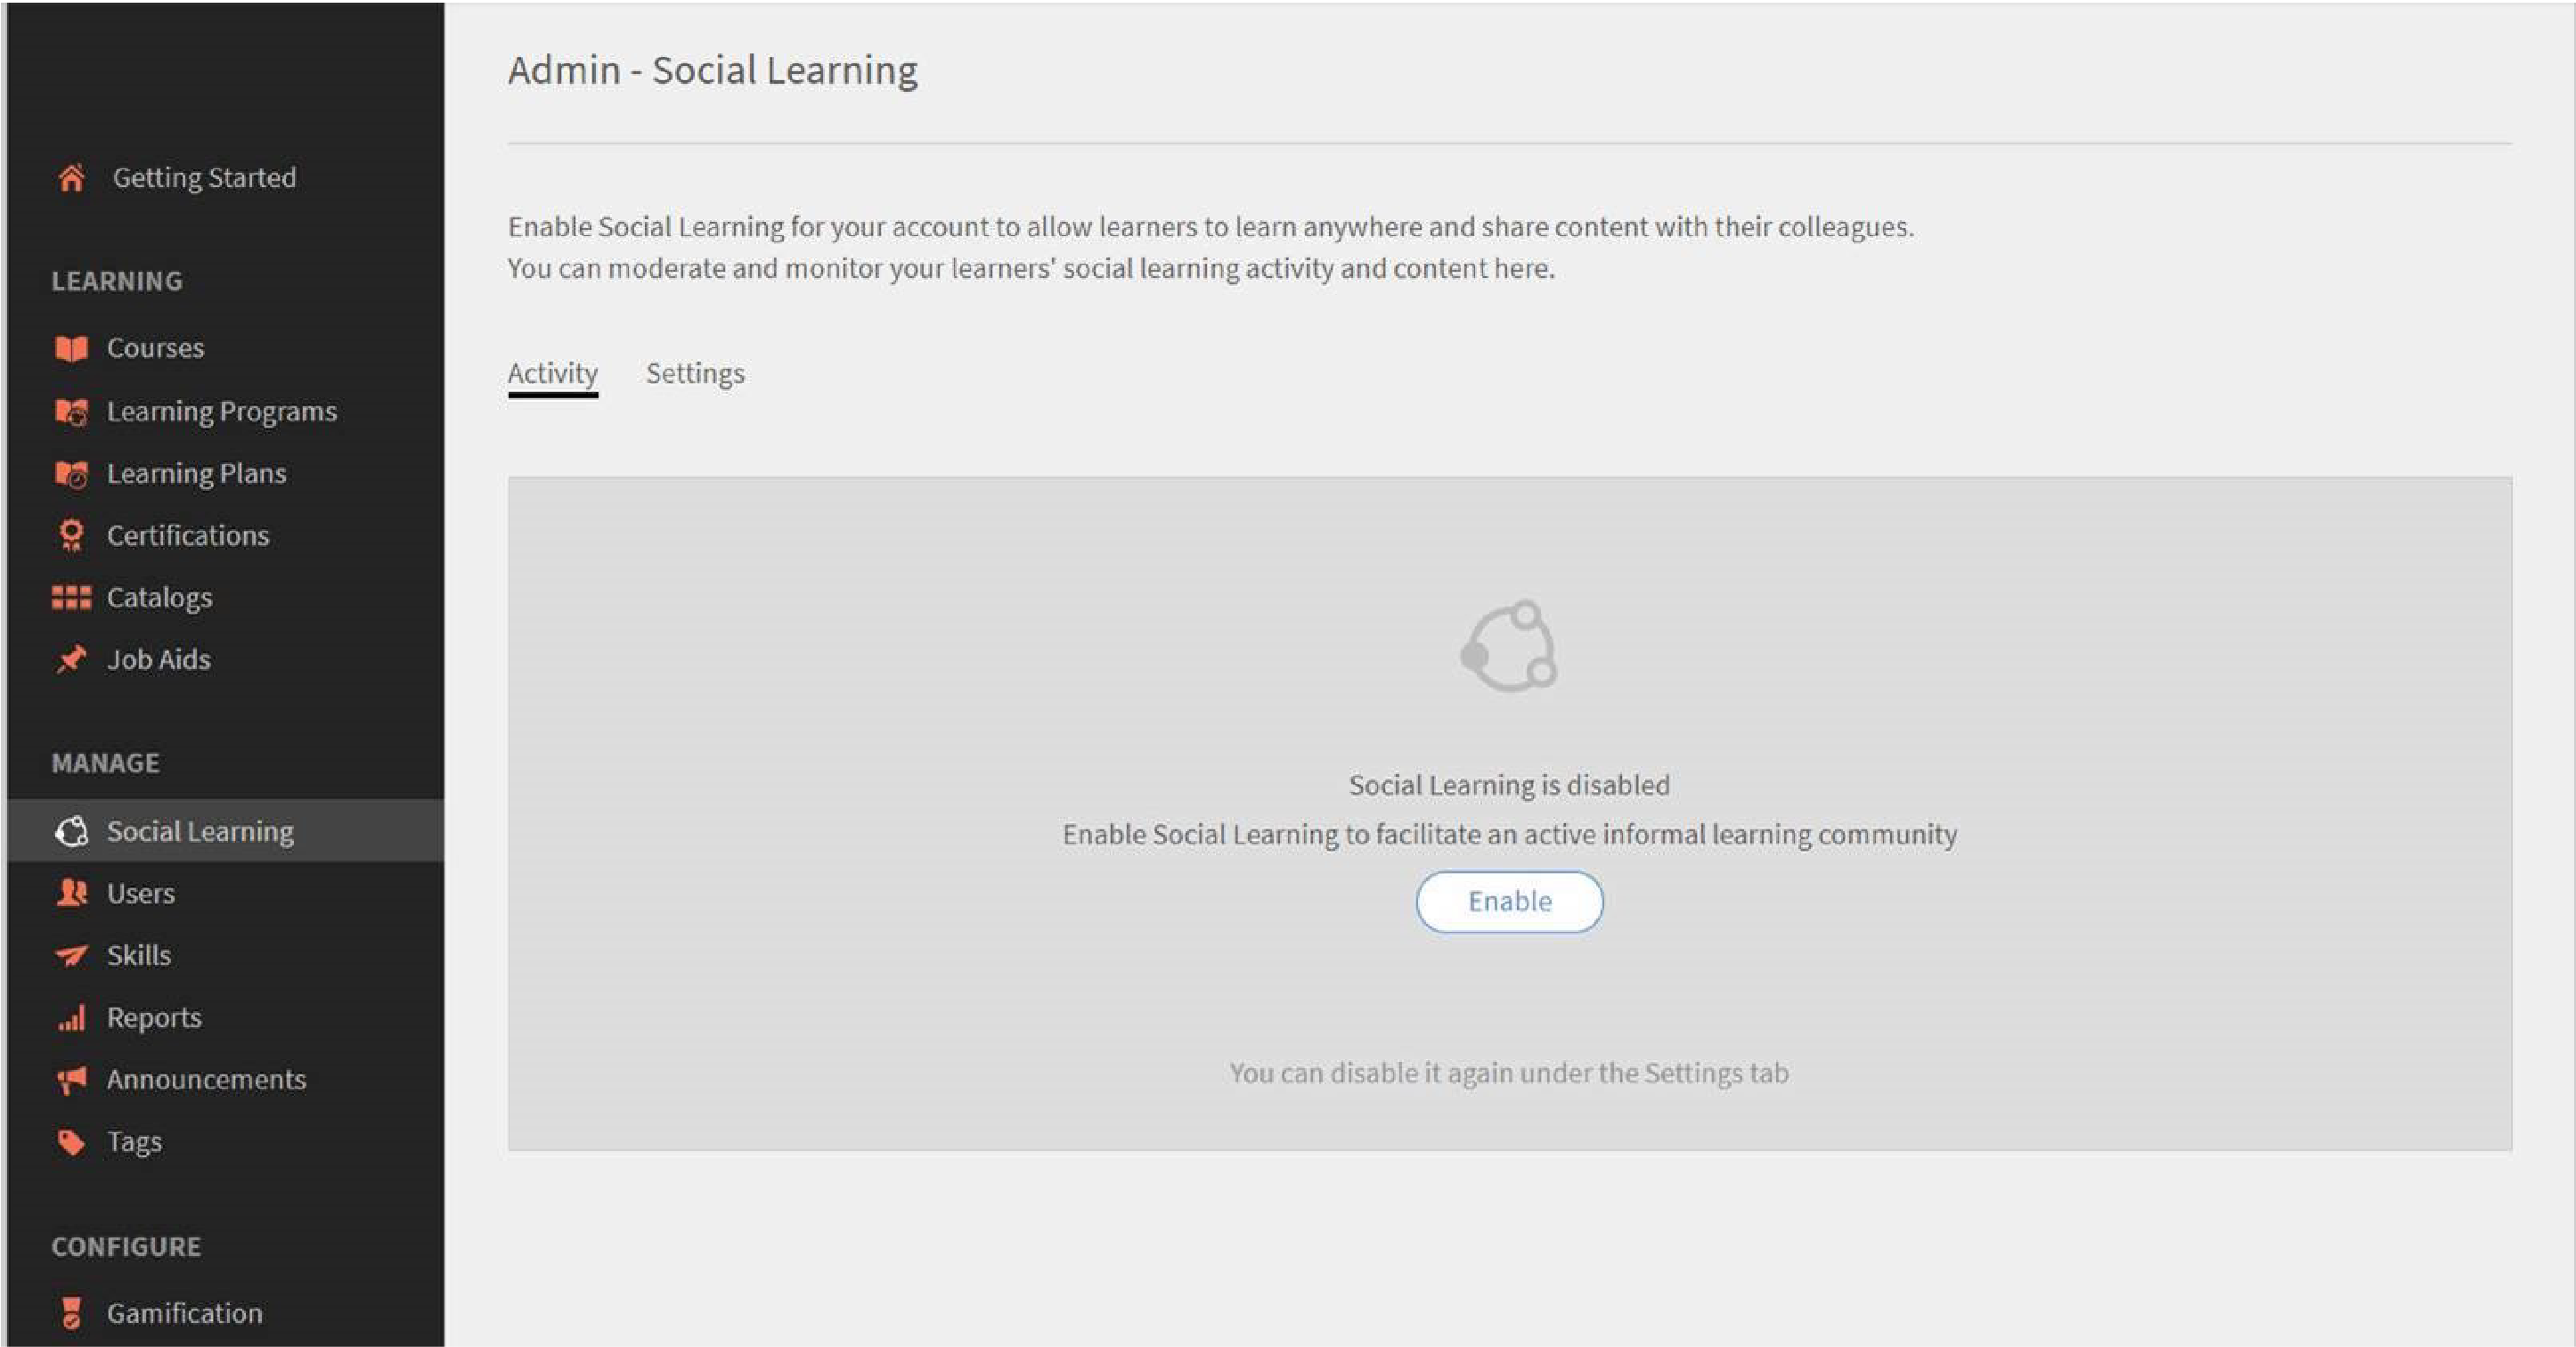 Admin - Social Learning
Getting Started
LEARNING
Courses
Learning Programs
Learning Plans
Certifications
Catalogs
Job Aids
MANAGE
Social Learning
Users
Skills
Reports
Announcements
Tags
CONFIGURE
Gamification
Enable Social Learning for your account to allow learners to learn anywhere and share content with their colleagues.
You can moderate and monitor your learners' social learning activity and content here.
Activity Settings
Social Learning is disabled
Enable Social Learning to facilitate an active informal learning community
Enable
You can disable it again under the Settings tab